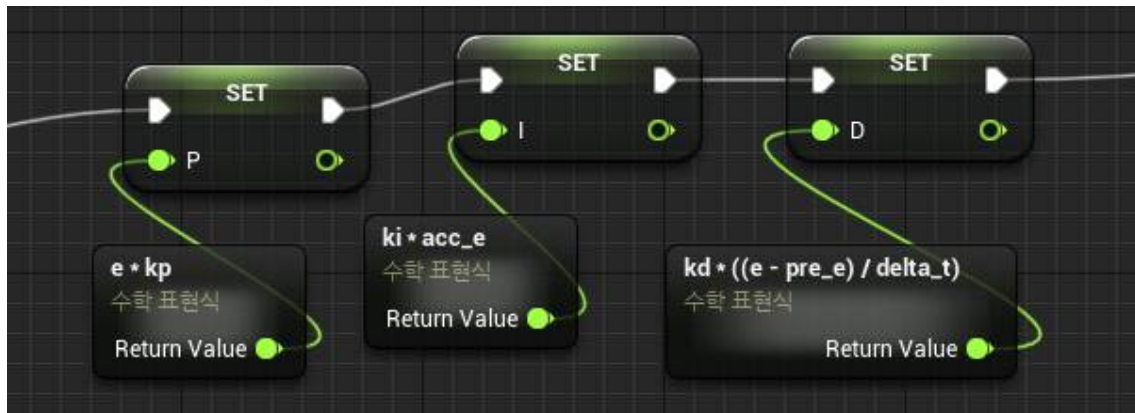 SET
P
SET
I
SET
D
e * kp
수학 표현식
Return Value
ki * acc_e
수학 표현식
Return Value
kd * ((e - pre_e) / delta_t)
수학 표현식
Return Value